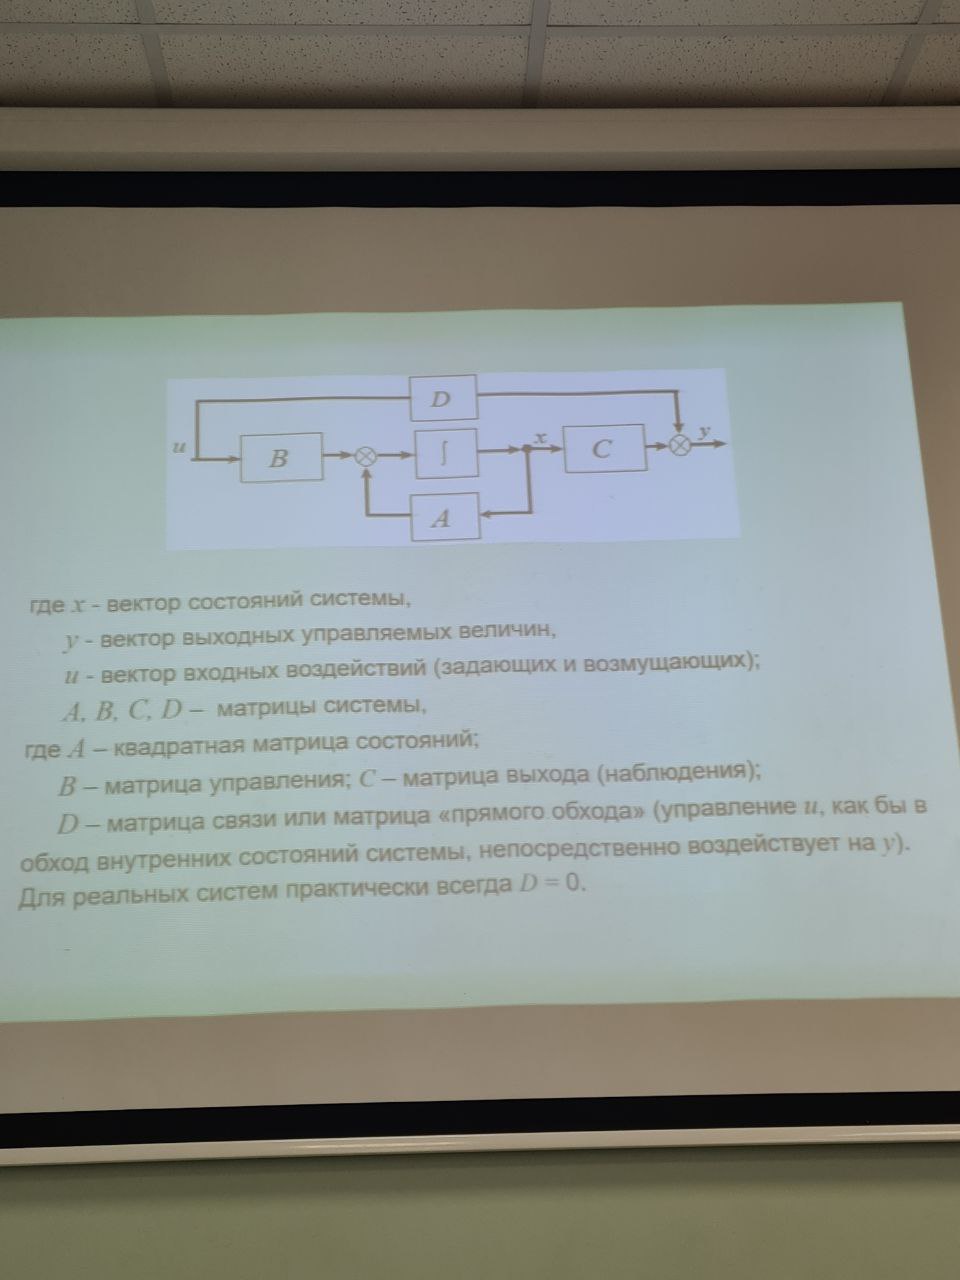 D
u
B
∫
x
C
y
A
где x - вектор состояний системы,
y - вектор выходных управляемых величин,
u - вектор входных воздействий (задающих и возмущающих);
A, B, C, D – матрицы системы,
где A – квадратная матрица состояний;
B – матрица управления; C – матрица выхода (наблюдения);
D – матрица связи или матрица «прямого обхода» (управление u, как бы в
обход внутренних состояний системы, непосредственно воздействует на y).
Для реальных систем практически всегда D = 0.